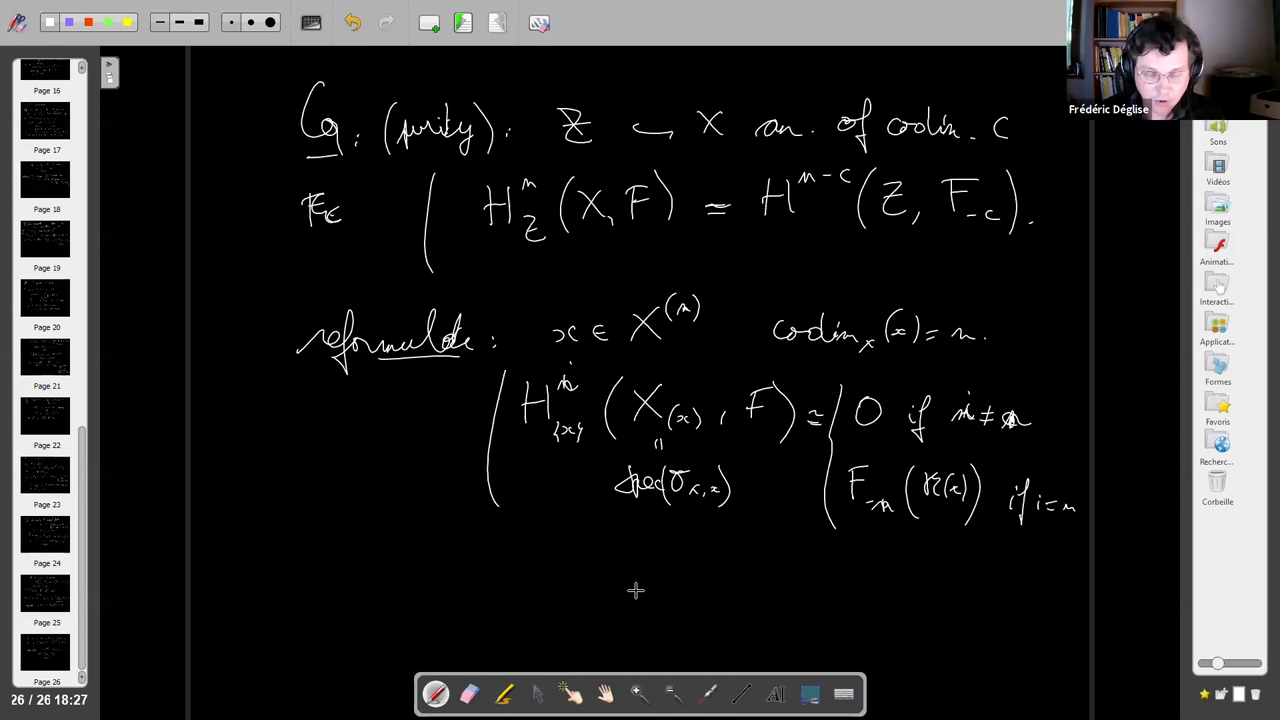 Frédéric Déglise
(purity): Z ↪ X of codim. c
H^n_Z (X, F) ≃ H^{n-c} (Z, F_{-c}).
reformulate: x ∈ X^{(n)} codim_X (x) = n.
H^i_{{x}} ( X_{(x)} , F ) ≃ { 0 if i ≠ n
Spec(O_{X,x}) F_{-n} (κ(x)) if i = n
Page 16
Page 17
Page 18
Page 19
Page 20
Page 21
Page 22
Page 23
Page 24
Page 25
Page 26
26 / 26 18:27
Sons
Vidéos
Images
Animati...
Interacti...
Applicat...
Formes
Favoris
Recherc...
Corbeille
AI